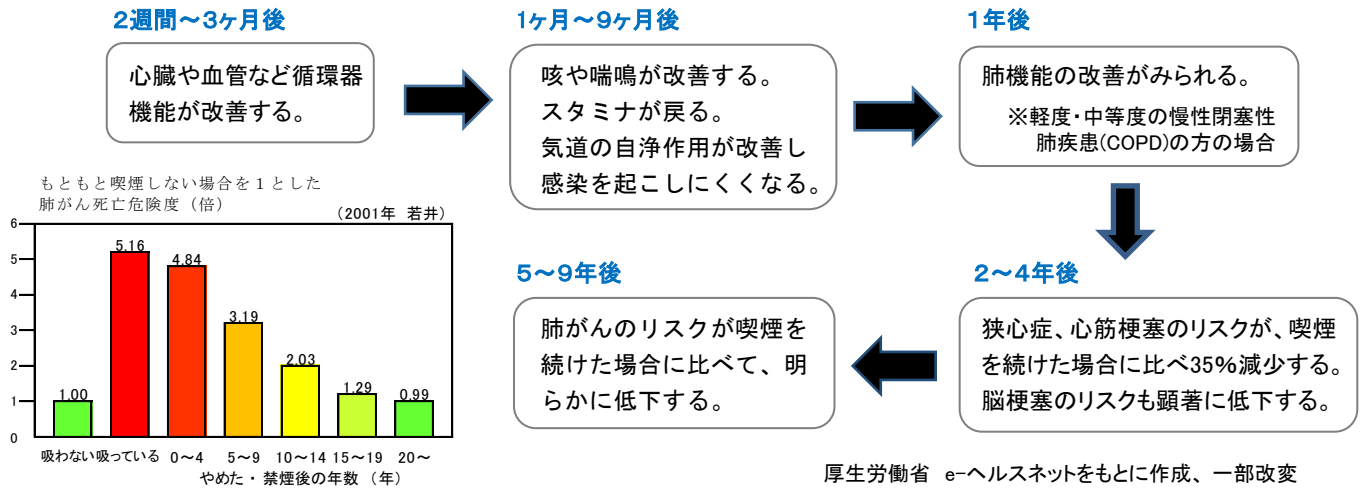 2週間～3ヶ月後
心臓や血管など循環器
機能が改善する。
1ヶ月～9ヶ月後
咳や喘鳴が改善する。
スタミナが戻る。
気道の自浄作用が改善し
感染を起こしにくくなる。
1年後
肺機能の改善がみられる。
※軽度・中等度の慢性閉塞性
肺疾患(COPD)の方の場合
2～4年後
狭心症、心筋梗塞のリスクが、喫煙
を続けた場合に比べ35%減少する。
脳梗塞のリスクも顕著に低下する。
5～9年後
肺がんのリスクが喫煙を
続けた場合に比べて、明
らかに低下する。
もともと喫煙しない場合を1とした
肺がん死亡危険度（倍）
（2001年 若井）
6
5
4
3
2
1
0
1.00
5.16
4.84
3.19
2.03
1.29
0.99
吸わない 吸っている 0～4 5～9 10～14 15～19 20～
やめた・禁煙後の年数（年）
厚生労働省 e-ヘルスネットをもとに作成、一部改変